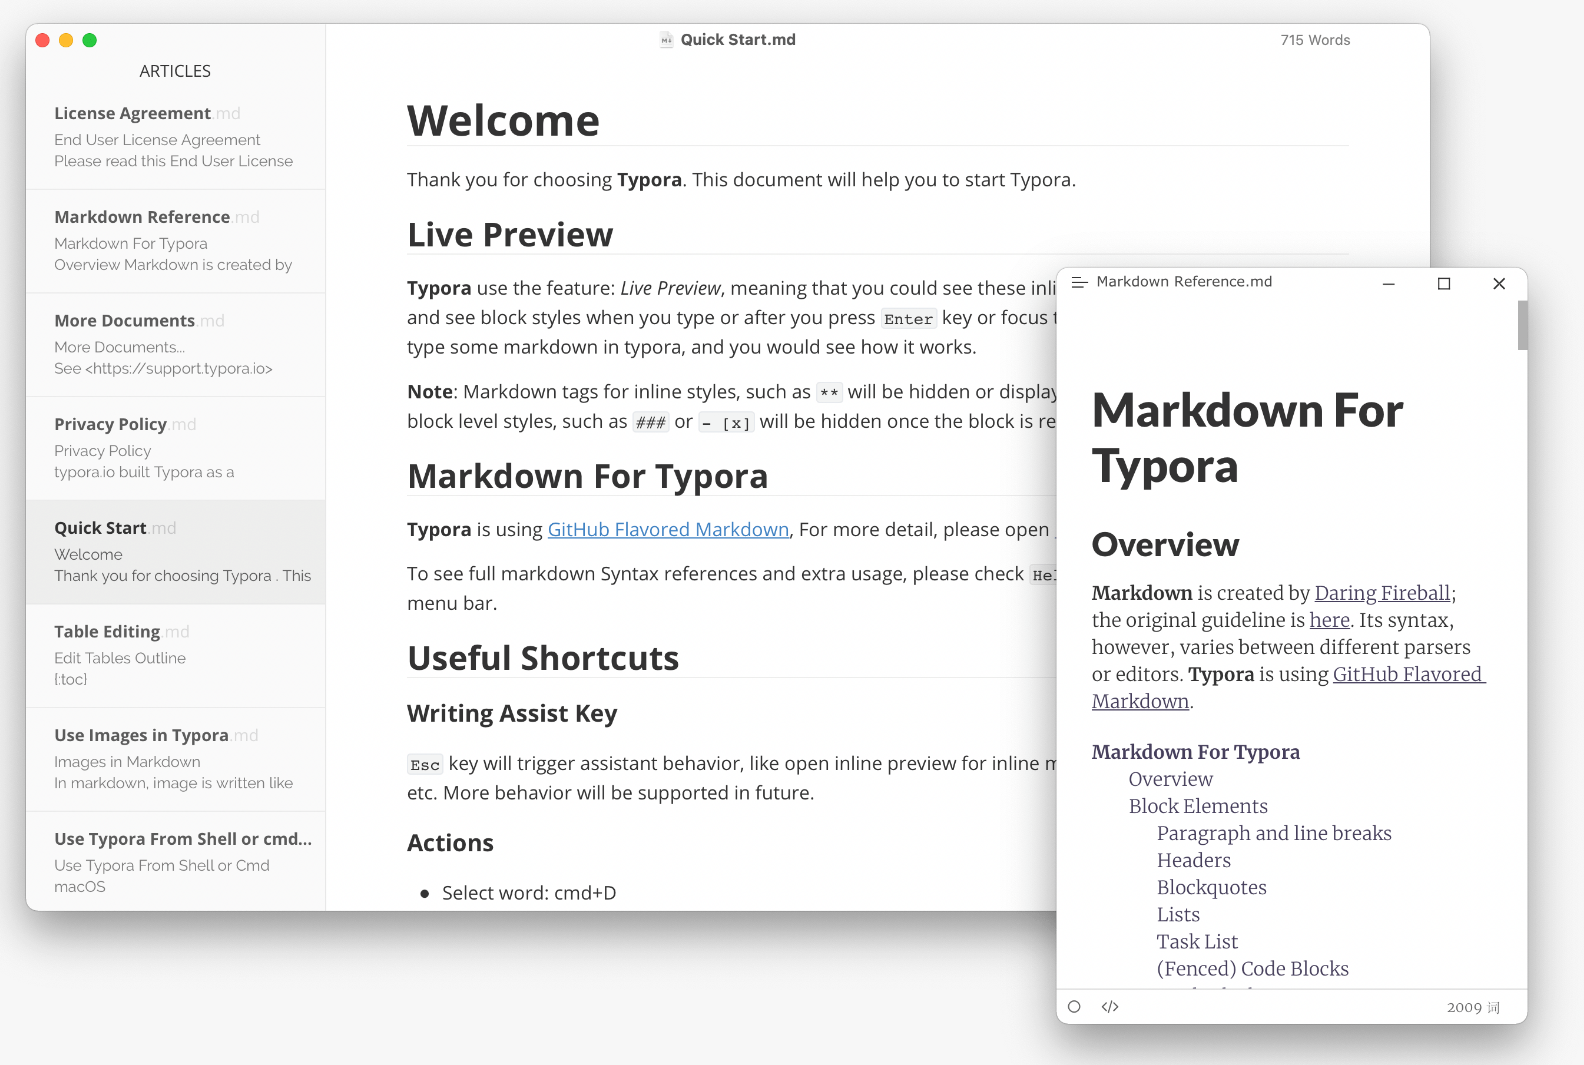 Quick Start.md
715 Words
ARTICLES
License Agreement.md
End User License Agreement
Please read this End User License
Markdown Reference.md
Markdown For Typora
Overview Markdown is created by
More Documents.md
More Documents...
See <https://support.typora.io>
Privacy Policy.md
Privacy Policy
typora.io built Typora as a
Quick Start.md
Welcome
Thank you for choosing Typora . This
Table Editing.md
Edit Tables Outline
{:toc}
Use Images in Typora.md
Images in Markdown
In markdown, image is written like
Use Typora From Shell or cmd...
Use Typora From Shell or Cmd
macOS
Welcome
Thank you for choosing Typora. This document will help you to start Typora.
Live Preview
Typora use the feature: Live Preview, meaning that you could see these inli
and see block styles when you type or after you press Enter key or focus
type some markdown in typora, and you would see how it works.
Note: Markdown tags for inline styles, such as ** will be hidden or display
block level styles, such as ### or - [x] will be hidden once the block is re
Markdown For Typora
Typora is using GitHub Flavored Markdown, For more detail, please open
To see full markdown Syntax references and extra usage, please check Hel
menu bar.
Useful Shortcuts
Writing Assist Key
Esc key will trigger assistant behavior, like open inline preview for inline
etc. More behavior will be supported in future.
Actions
● Select word: cmd+D
Markdown Reference.md
Markdown For
Typora
Overview
Markdown is created by Daring Fireball;
the original guideline is here. Its syntax,
however, varies between different parsers
or editors. Typora is using GitHub Flavored
Markdown.
Markdown For Typora
Overview
Block Elements
Paragraph and line breaks
Headers
Blockquotes
Lists
Task List
(Fenced) Code Blocks
</> 2009 词